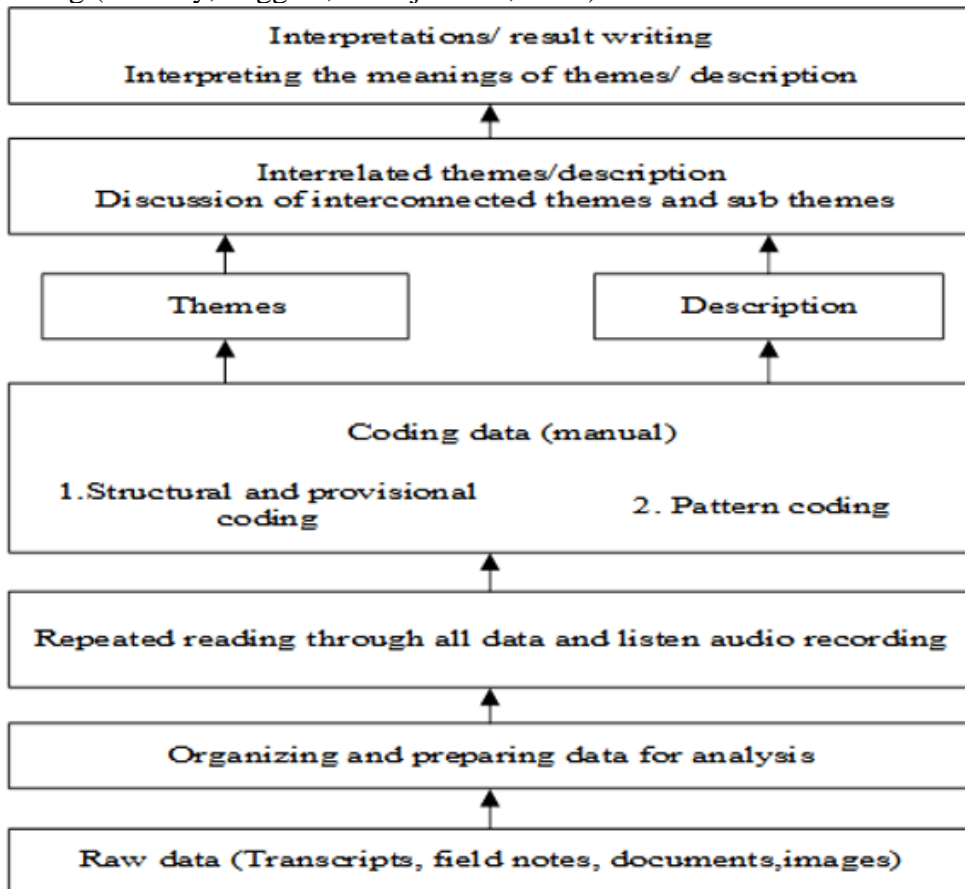 Interpretations/ result writing
Interpreting the meanings of themes/ description
Interrelated themes/description
Discussion of interconnected themes and sub themes
Themes
Description
Coding data (manual)
1.Structural and provisional
coding
2. Pattern coding
Repeated reading through all data and listen audio recording
Organizing and preparing data for analysis
Raw data (Transcripts, field notes, documents,images)